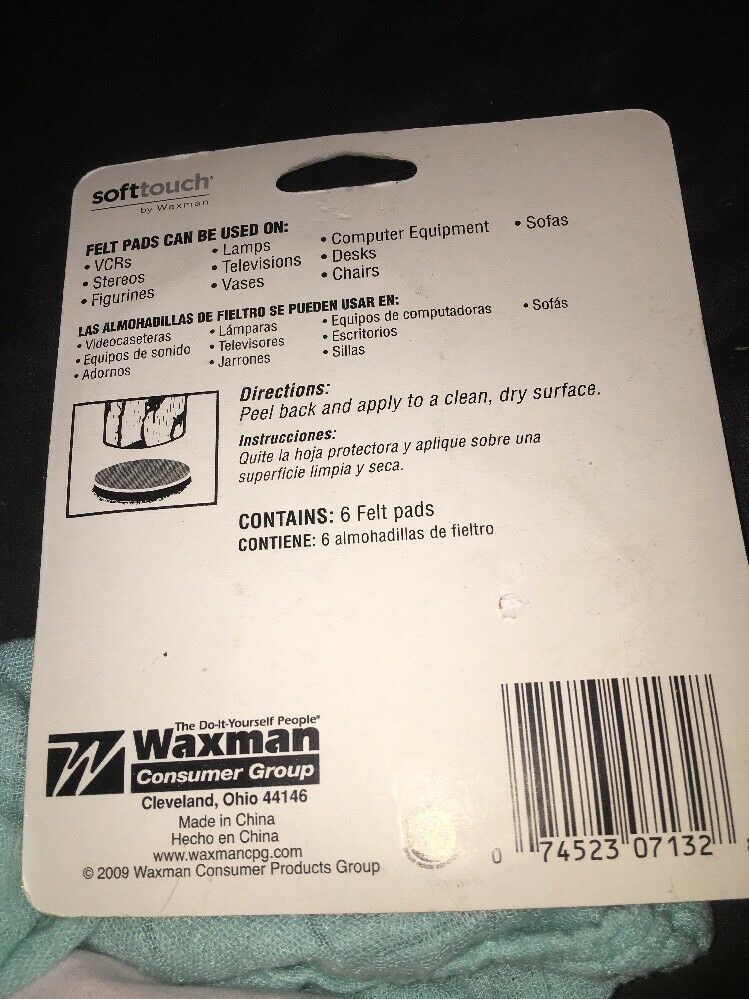 softtouch®
by Waxman
FELT PADS CAN BE USED ON:
• VCRs
• Stereos
• Figurines
• Lamps
• Televisions
• Vases
• Computer Equipment
• Desks
• Chairs
• Sofas
LAS ALMOHADILLAS DE FIELTRO SE PUEDEN USAR EN:
• Videocaseteras
• Equipos de sonido
• Adornos
• Lámparas
• Televisores
• Jarrones
• Equipos de computadoras
• Escritorios
• Sillas
• Sofás
Directions:
Peel back and apply to a clean, dry surface.
Instrucciones:
Quite la hoja protectora y aplique sobre una
superficie limpia y seca.
CONTAINS: 6 Felt pads
CONTIENE: 6 almohadillas de fieltro
The Do-It-Yourself People®
Waxman
Consumer Group
Cleveland, Ohio 44146
Made in China
Hecho en China
www.waxmancpg.com
© 2009 Waxman Consumer Products Group
0 74523 07132